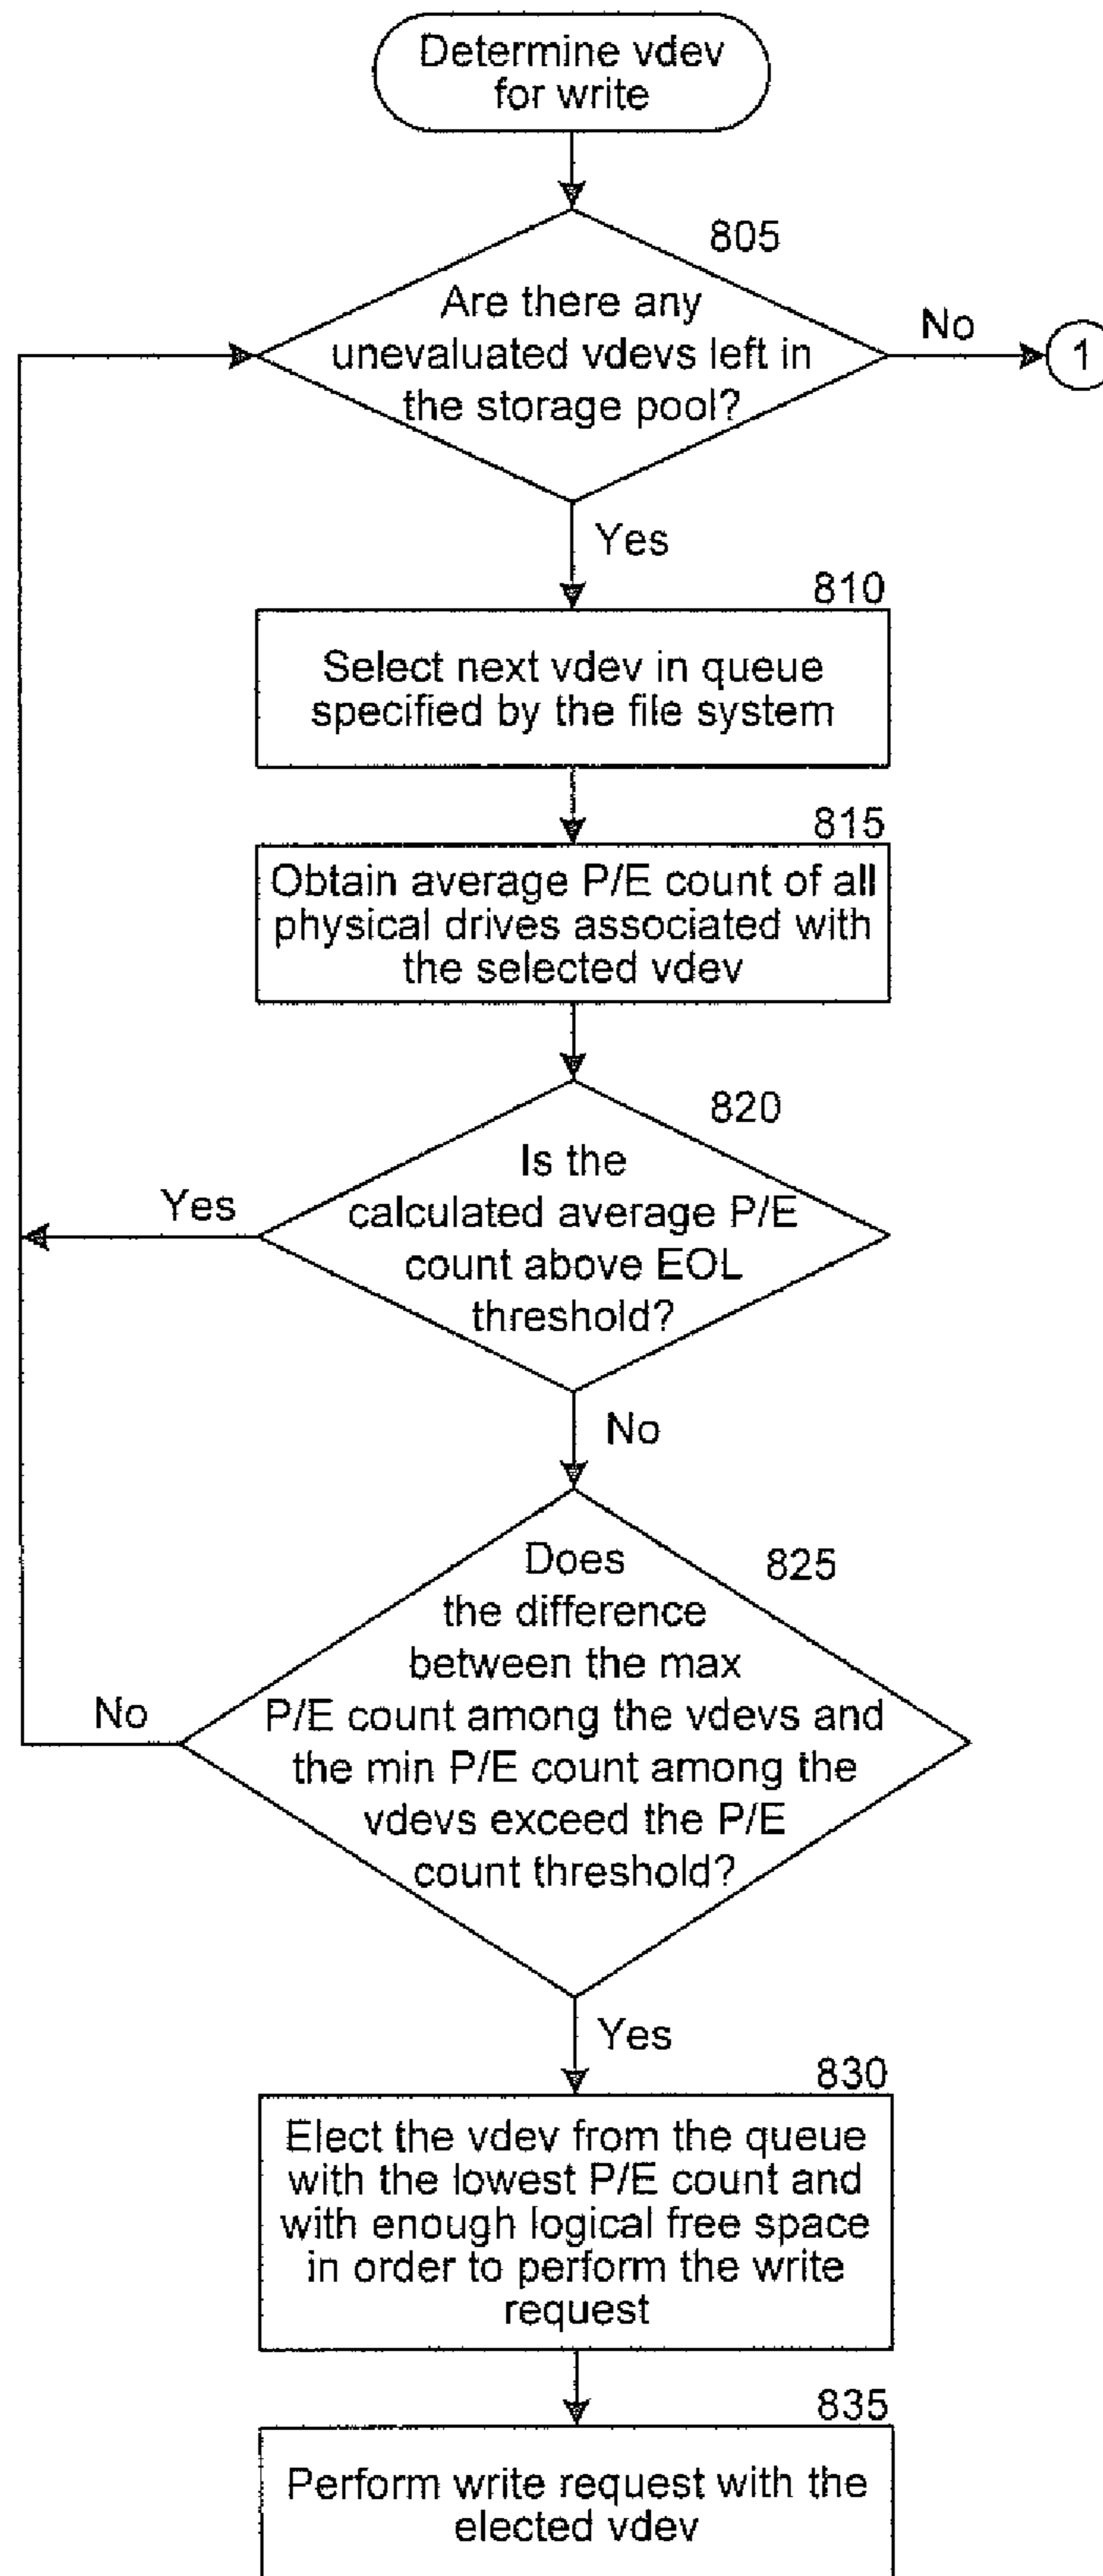 Determine vdev
for write
805
Are there any
unevaluated vdevs left in
the storage pool?
No
1
Yes
810
Select next vdev in queue
specified by the file system
815
Obtain average P/E count of all
physical drives associated with
the selected vdev
820
Is the
calculated average P/E
count above EOL
threshold?
Yes
No
825
Does
the difference
between the max
P/E count among the vdevs and
the min P/E count among the
vdevs exceed the P/E
count threshold?
No
Yes
830
Elect the vdev from the queue
with the lowest P/E count and
with enough logical free space
in order to perform the write
request
835
Perform write request with the
elected vdev